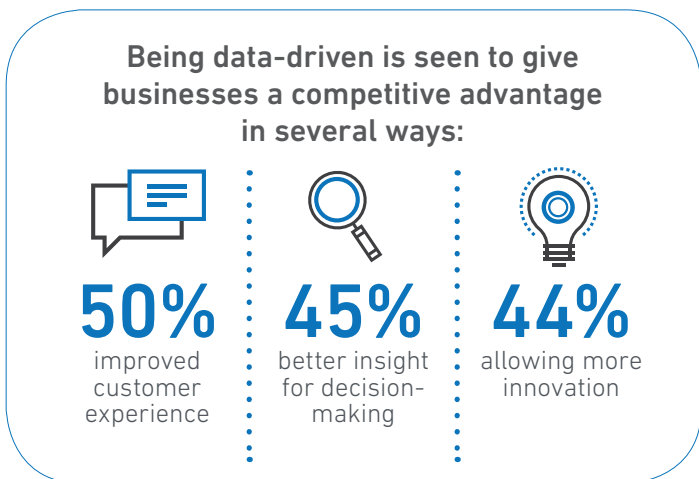 Being data-driven is seen to give
businesses a competitive advantage
in several ways:
50%
improved
customer
experience
45%
better insight
for decision-
making
44%
allowing more
innovation